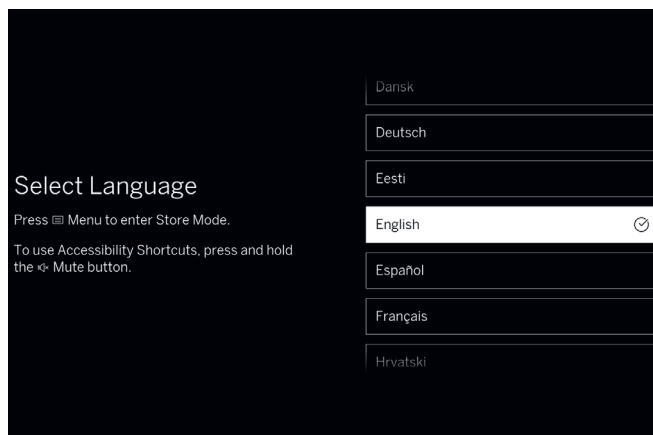 Select Language
Press Menu to enter Store Mode.
To use Accessibility Shortcuts, press and hold
the Mute button.
Dansk
Deutsch
Eesti
English
Español
Français
Hrvatski